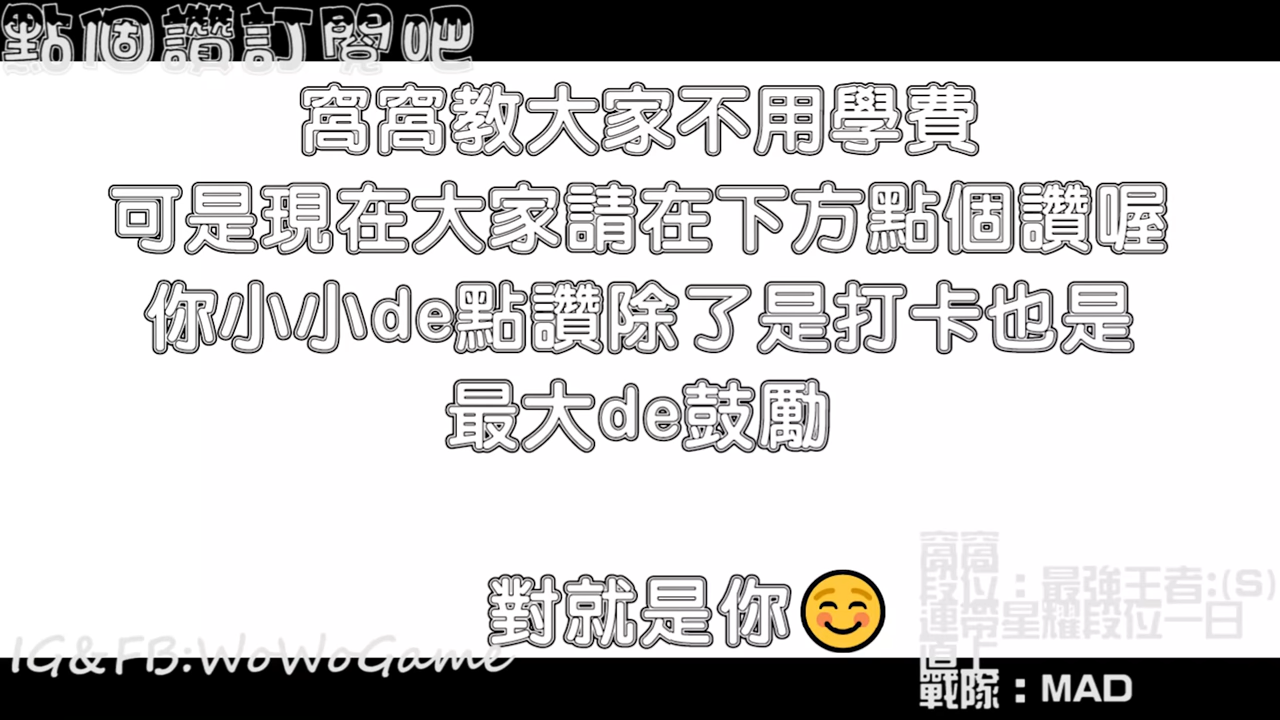 點個讚訂閱吧
窩窩教大家不用學費
可是現在大家請在下方點個讚喔
你小小de點讚除了是打卡也是
最大de鼓勵
對就是你😊
IG&FB:WoWoGame
窩窩
段位：最強王者:(S)
連帶星耀段位一日
道上
戰隊：MAD